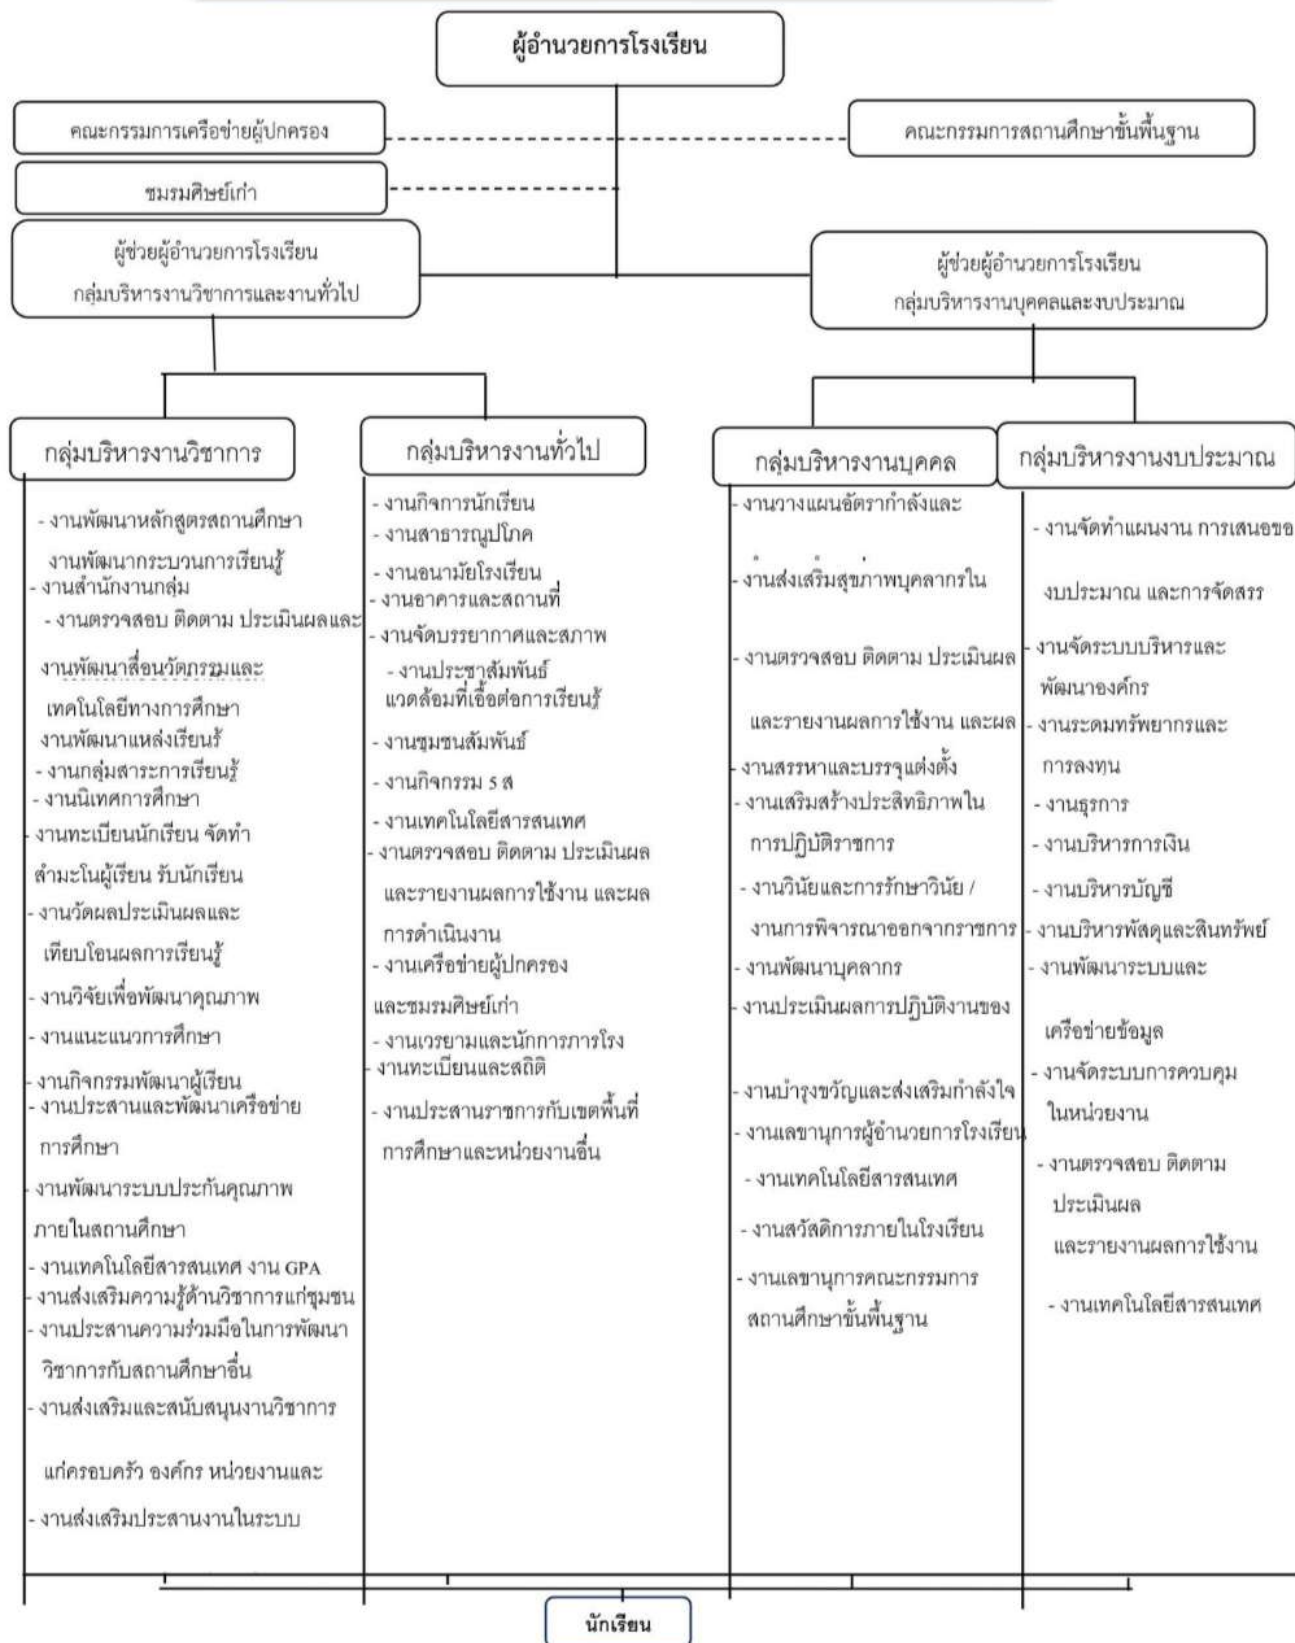 ผู้อำนวยการโรงเรียน
คณะกรรมการเครือข่ายผู้ปกครอง
คณะกรรมการสถานศึกษาขั้นพื้นฐาน
ชมรมศิษย์เก่า
ผู้ช่วยผู้อำนวยการโรงเรียน
กลุ่มบริหารงานวิชาการและงานทั่วไป
ผู้ช่วยผู้อำนวยการโรงเรียน
กลุ่มบริหารงานบุคคลและงบประมาณ
กลุ่มบริหารงานวิชาการ
- งานพัฒนาหลักสูตรสถานศึกษา
งานพัฒนากระบวนการเรียนรู้
- งานสำนักงานกลุ่ม
- งานตรวจสอบ ติดตาม ประเมินผลและ
งานพัฒนาสื่อนวัตกรรมและ
เทคโนโลยีทางการศึกษา
งานพัฒนาแหล่งเรียนรู้
- งานกลุ่มสาระการเรียนรู้
- งานนิเทศการศึกษา
- งานทะเบียนนักเรียน จัดทำ
สำมะโนผู้เรียน รับนักเรียน
- งานวัดผลประเมินผลและ
เทียบโอนผลการเรียนรู้
- งานวิจัยเพื่อพัฒนาคุณภาพ
- งานแนะแนวการศึกษา
- งานกิจกรรมพัฒนาผู้เรียน
- งานประสานและพัฒนาเครือข่าย
การศึกษา
- งานพัฒนาระบบประกันคุณภาพ
ภายในสถานศึกษา
- งานเทคโนโลยีสารสนเทศ งาน GPA
- งานส่งเสริมความรู้ด้านวิชาการแก่ชุมชน
- งานประสานความร่วมมือในการพัฒนา
วิชาการกับสถานศึกษาอื่น
- งานส่งเสริมและสนับสนุนงานวิชาการ
แก่ครอบครัว องค์กร หน่วยงานและ
- งานส่งเสริมประสานงานในระบบ
กลุ่มบริหารงานทั่วไป
- งานกิจการนักเรียน
- งานสาธารณูปโภค
- งานอนามัยโรงเรียน
- งานอาคารและสถานที่
- งานจัดบรรยากาศและสภาพ
- งานประชาสัมพันธ์
แวดล้อมที่เอื้อต่อการเรียนรู้
- งานชุมชนสัมพันธ์
- งานกิจกรรม 5 ส
- งานเทคโนโลยีสารสนเทศ
- งานตรวจสอบ ติดตาม ประเมินผล
และรายงานผลการใช้งาน และผล
การดำเนินงาน
- งานเครือข่ายผู้ปกครอง
และชมรมศิษย์เก่า
- งานเวรยามและนักการภารโรง
- งานทะเบียนและสถิติ
- งานประสานราชการกับเขตพื้นที่
การศึกษาและหน่วยงานอื่น
กลุ่มบริหารงานบุคคล
- งานวางแผนอัตรากำลังและ
- งานส่งเสริมสุขภาพบุคลากรใน
- งานตรวจสอบ ติดตาม ประเมินผล
และรายงานผลการใช้งาน และผล
- งานสรรหาและบรรจุแต่งตั้ง
- งานเสริมสร้างประสิทธิภาพใน
การปฏิบัติราชการ
- งานวินัยและการรักษาวินัย /
งานการพิจารณาออกจากราชการ
- งานพัฒนาบุคลากร
- งานประเมินผลการปฏิบัติงานของ
- งานบำรุงขวัญและส่งเสริมกำลังใจ
- งานเลขานุการผู้อำนวยการโรงเรียน
- งานเทคโนโลยีสารสนเทศ
- งานสวัสดิการภายในโรงเรียน
- งานเลขานุการคณะกรรมการ
สถานศึกษาขั้นพื้นฐาน
กลุ่มบริหารงานงบประมาณ
- งานจัดทำแผนงาน การเสนอขอ
งบประมาณ และการจัดสรร
- งานจัดระบบบริหารและ
พัฒนาองค์กร
- งานระดมทรัพยากรและ
การลงทุน
- งานธุรการ
- งานบริหารการเงิน
- งานบริหารบัญชี
- งานบริหารพัสดุและสินทรัพย์
- งานพัฒนาระบบและ
เครือข่ายข้อมูล
- งานจัดระบบการควบคุม
ในหน่วยงาน
- งานตรวจสอบ ติดตาม
ประเมินผล
และรายงานผลการใช้งาน
- งานเทคโนโลยีสารสนเทศ
นักเรียน